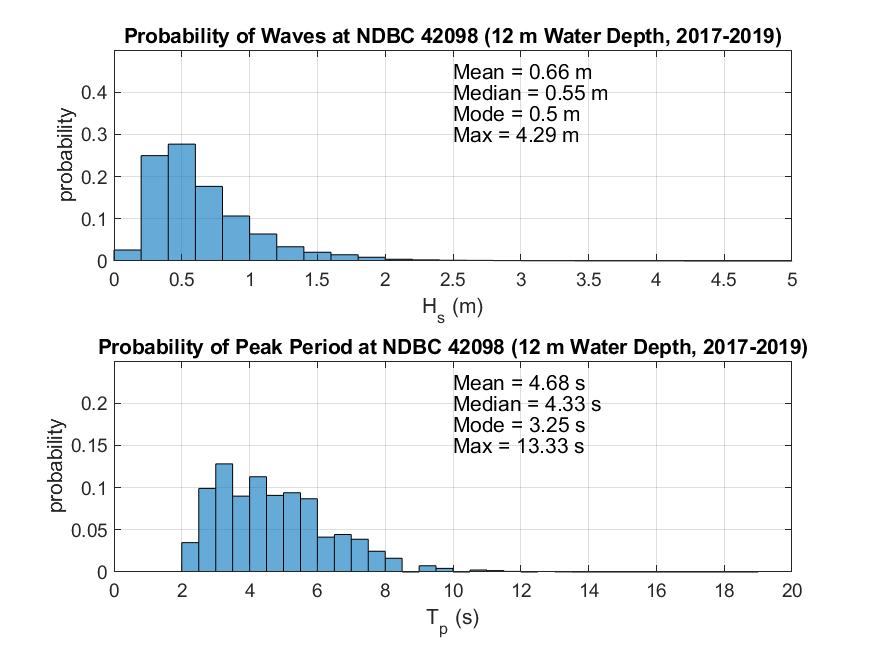 Probability of Waves at NDBC 42098 (12 m Water Depth, 2017-2019)
Mean = 0.66 m
Median = 0.55 m
Mode = 0.5 m
Max = 4.29 m
probability
0.4
0.3
0.2
0.1
0
0 0.5 1 1.5 2 2.5 3 3.5 4 4.5 5
Hs (m)
Probability of Peak Period at NDBC 42098 (12 m Water Depth, 2017-2019)
Mean = 4.68 s
Median = 4.33 s
Mode = 3.25 s
Max = 13.33 s
probability
0.2
0.15
0.1
0.05
0
0 2 4 6 8 10 12 14 16 18 20
Tp (s)